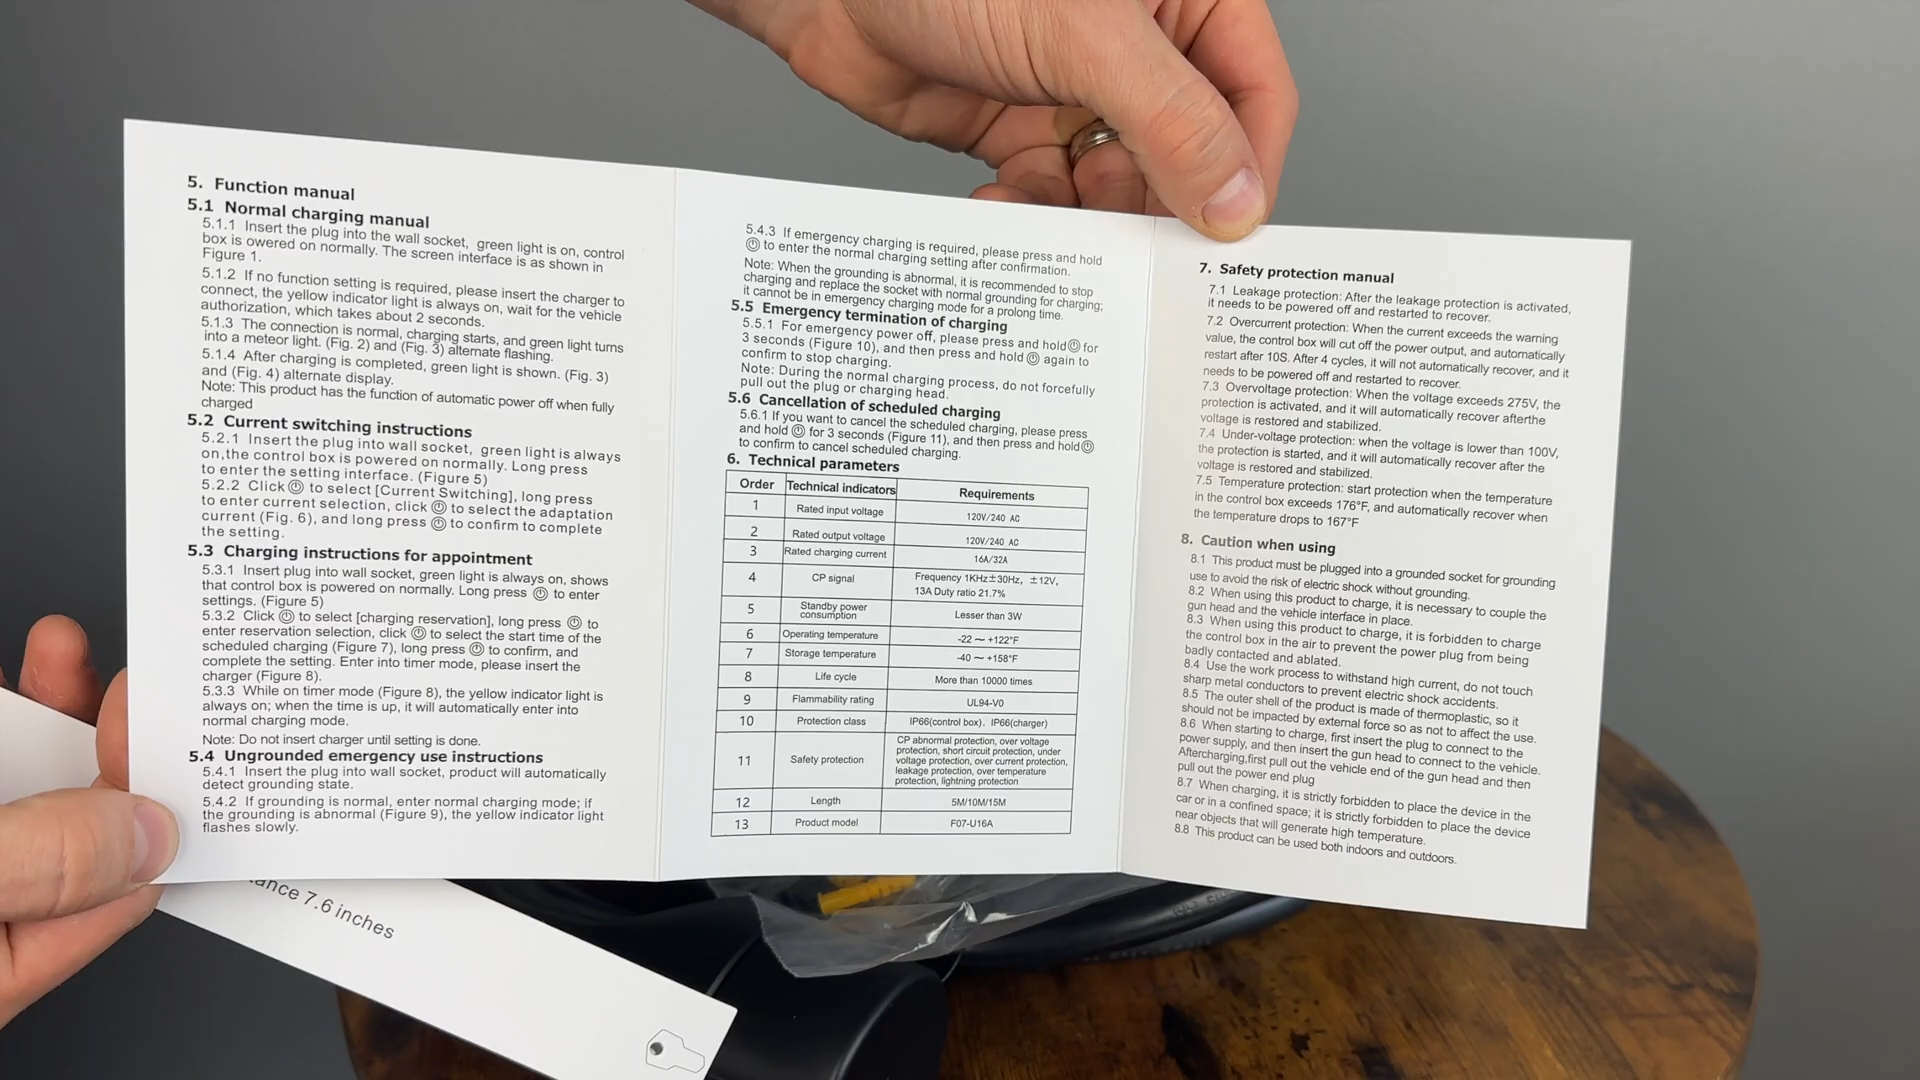 5. Function manual
5.1 Normal charging manual
5.1.1 Insert the plug into the wall socket, green light is on, control
box is owered on normally. The screen interface is as shown in
Figure 1.
5.1.2 If no function setting is required, please insert the charger to
connect, the yellow indicator light is always on, wait for the vehicle
authorization, which takes about 2 seconds.
5.1.3 The connection is normal, charging starts, and green light turns
into a meteor light. (Fig. 2) and (Fig. 3) alternate flashing.
5.1.4 After charging is completed, green light is shown. (Fig. 3)
and (Fig. 4) alternate display.
Note: This product has the function of automatic power off when fully
charged
5.2 Current switching instructions
5.2.1 Insert the plug into wall socket, green light is always
on,the control box is powered on normally. Long press
to enter the setting interface. (Figure 5)
5.2.2 Click to select [Current Switching], long press
to enter current selection, click to select the adaptation
current (Fig. 6), and long press to confirm to complete
the setting.
5.3 Charging instructions for appointment
5.3.1 Insert plug into wall socket, green light is always on, shows
that control box is powered on normally. Long press to enter
settings. (Figure 5)
5.3.2 Click to select [charging reservation], long press to
enter reservation selection, click to select the start time of the
scheduled charging (Figure 7), long press to confirm, and
complete the setting. Enter into timer mode, please insert the
charger (Figure 8).
5.3.3 While on timer mode (Figure 8), the yellow indicator light is
always on; when the time is up, it will automatically enter into
normal charging mode.
Note: Do not insert charger until setting is done.
5.4 Ungrounded emergency use instructions
5.4.1 Insert the plug into wall socket, product will automatically
detect grounding state.
5.4.2 If grounding is normal, enter normal charging mode; if
the grounding is abnormal (Figure 9), the yellow indicator light
flashes slowly.
5.4.3 If emergency charging is required, please press and hold
to enter the normal charging setting after confirmation.
Note: When the grounding is abnormal, it is recommended to stop
charging and replace the socket with normal grounding for charging;
it cannot be in emergency charging mode for a prolong time.
5.5 Emergency termination of charging
5.5.1 For emergency power off, please press and hold for
3 seconds (Figure 10), and then press and hold again to
confirm to stop charging.
Note: During the normal charging process, do not forcefully
pull out the plug or charging head.
5.6 Cancellation of scheduled charging
5.6.1 If you want to cancel the scheduled charging, please press
and hold for 3 seconds (Figure 11), and then press and hold
to confirm to cancel scheduled charging.
6. Technical parameters
Order Technical indicators Requirements
1 Rated input voltage 120V/240 AC
2 Rated output voltage 120V/240 AC
3 Rated charging current 16A/32A
4 CP signal Frequency 1KHz±30Hz, ±12V,
13A Duty ratio 21.7%
5 Standby power
consumption Lesser than 3W
6 Operating temperature -22～+122°F
7 Storage temperature -40～+158°F
8 Life cycle More than 10000 times
9 Flammability rating UL94-V0
10 Protection class IP66(control box), IP66(charger)
11 Safety protection CP abnormal protection, over voltage
protection, short circuit protection, under
voltage protection, over current protection,
leakage protection, over temperature
protection, lightning protection
12 Length 5M/10M/15M
13 Product model F07-U16A
7. Safety protection manual
7.1 Leakage protection: After the leakage protection is activated,
it needs to be powered off and restarted to recover.
7.2 Overcurrent protection: When the current exceeds the warning
value, the control box will cut off the power output, and automatically
restart after 10S. After 4 cycles, it will not automatically recover, and it
needs to be powered off and restarted to recover.
7.3 Overvoltage protection: When the voltage exceeds 275V, the
protection is activated, and it will automatically recover afterthe
voltage is restored and stabilized.
7.4 Under-voltage protection: when the voltage is lower than 100V,
the protection is started, and it will automatically recover after the
voltage is restored and stabilized.
7.5 Temperature protection: start protection when the temperature
in the control box exceeds 176°F, and automatically recover when
the temperature drops to 167°F
8. Caution when using
8.1 This product must be plugged into a grounded socket for grounding
use to avoid the risk of electric shock without grounding.
8.2 When using this product to charge, it is necessary to couple the
gun head and the vehicle interface in place.
8.3 When using this product to charge, it is forbidden to charge
the control box in the air to prevent the power plug from being
badly contacted and ablated.
8.4 Use the work process to withstand high current, do not touch
sharp metal conductors to prevent electric shock accidents.
8.5 The outer shell of the product is made of thermoplastic, so it
should not be impacted by external force so as not to affect the use.
8.6 When starting to charge, first insert the plug to connect to the
power supply, and then insert the gun head to connect to the vehicle.
Aftercharging,first pull out the vehicle end of the gun head and then
pull out the power end plug
8.7 When charging, it is strictly forbidden to place the device in the
car or in a confined space; it is strictly forbidden to place the device
near objects that will generate high temperature.
8.8 This product can be used both indoors and outdoors.
ance 7.6 inches